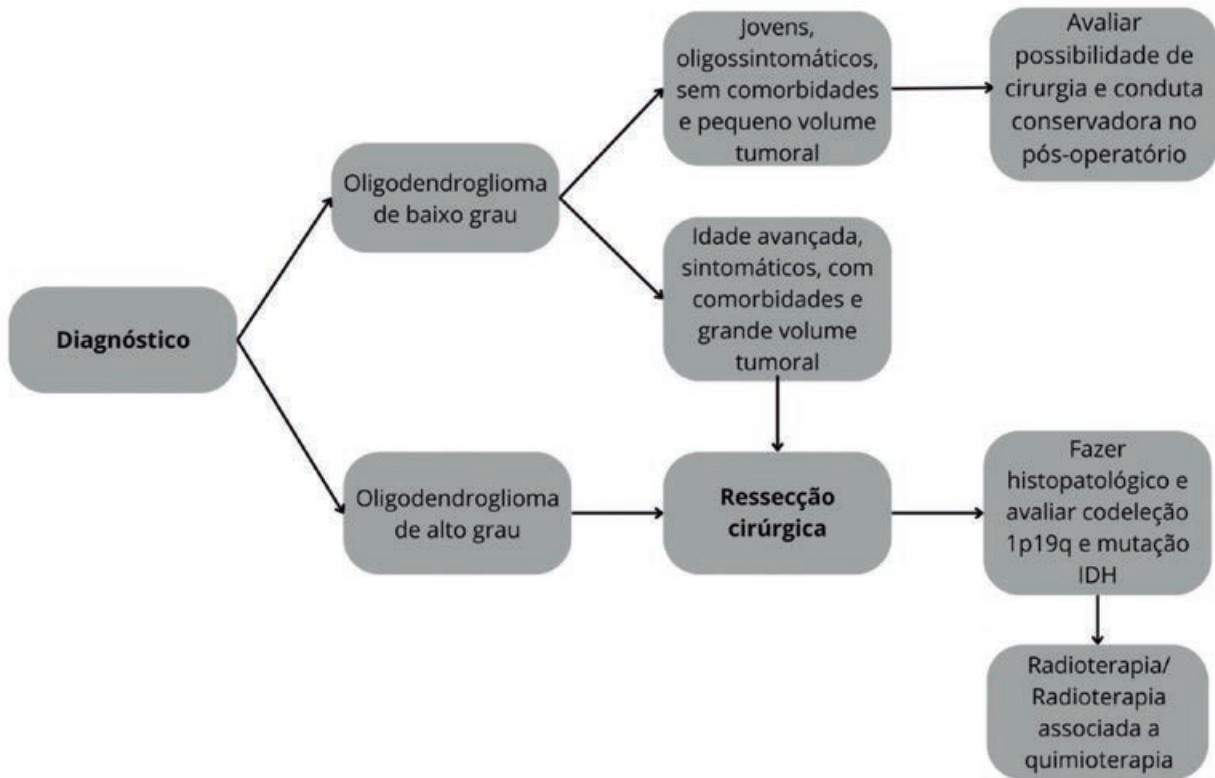 Diagnóstico
Oligodendroglioma
de baixo grau
Jovens,
oligossintomáticos,
sem comorbidades
e pequeno volume
tumoral
Avaliar
possibilidade de
cirurgia e conduta
conservadora no
pós-operatório
Idade avançada,
sintomáticos, com
comorbidades e
grande volume
tumoral
Oligodendroglioma
de alto grau
Ressecção
cirúrgica
Fazer
histopatológico e
avaliar codeleção
1p19q e mutação
IDH
Radioterapia/
Radioterapia
associada a
quimioterapia